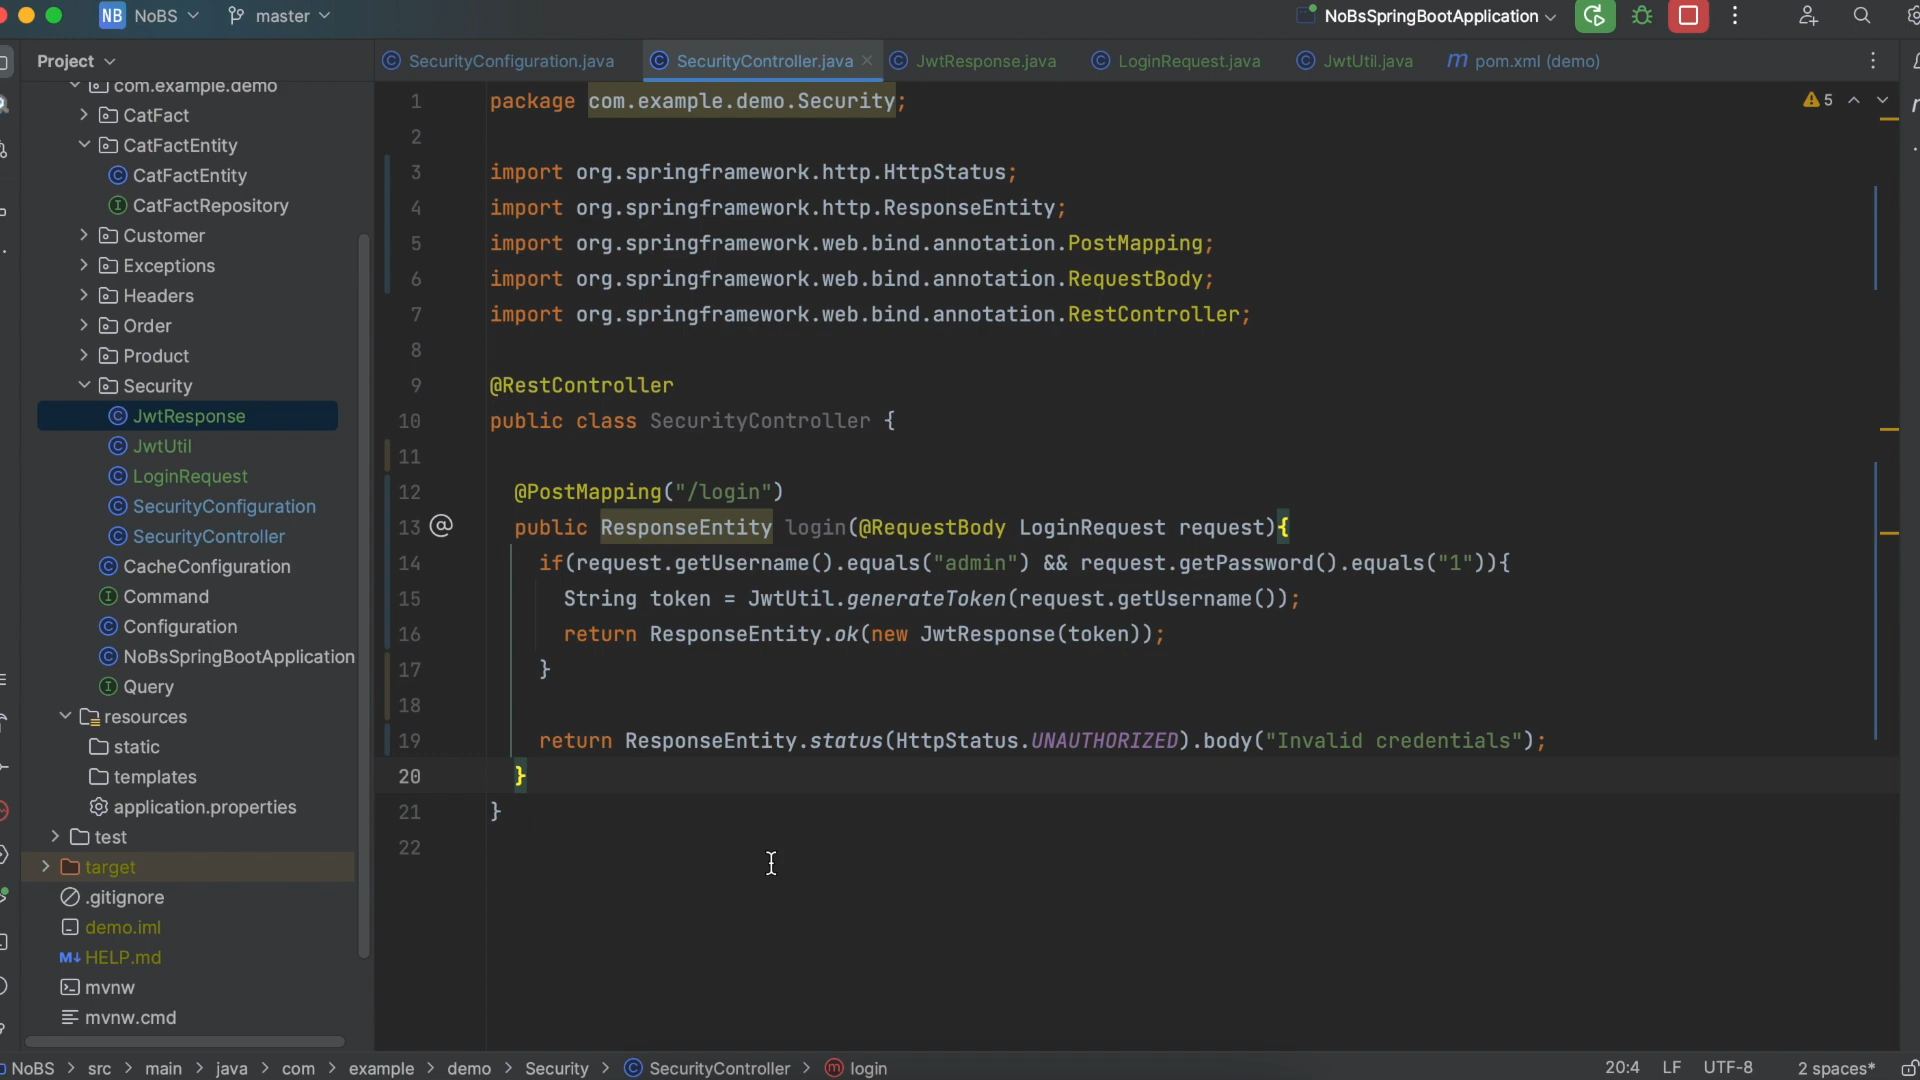 NB NoBS master NoBsSpringBootApplication
Project
SecurityConfiguration.java SecurityController.java JwtResponse.java LoginRequest.java JwtUtil.java pom.xml (demo)
com.example.demo
CatFact
CatFactEntity
CatFactEntity
CatFactRepository
Customer
Exceptions
Headers
Order
Product
Security
JwtResponse
JwtUtil
LoginRequest
SecurityConfiguration
SecurityController
CacheConfiguration
Command
Configuration
NoBsSpringBootApplication
Query
resources
static
templates
application.properties
test
target
.gitignore
demo.iml
HELP.md
mvnw
mvnw.cmd
5
1 package com.example.demo.Security;
2
3 import org.springframework.http.HttpStatus;
4 import org.springframework.http.ResponseEntity;
5 import org.springframework.web.bind.annotation.PostMapping;
6 import org.springframework.web.bind.annotation.RequestBody;
7 import org.springframework.web.bind.annotation.RestController;
8
9 @RestController
10 public class SecurityController {
11
12 @PostMapping("/login")
13 public ResponseEntity login(@RequestBody LoginRequest request){
14 if(request.getUsername().equals("admin") && request.getPassword().equals("1")){
15 String token = JwtUtil.generateToken(request.getUsername());
16 return ResponseEntity.ok(new JwtResponse(token));
17 }
18
19 return ResponseEntity.status(HttpStatus.UNAUTHORIZED).body("Invalid credentials");
20 }
21 }
22
NoBS > src > main > java > com > example > demo > Security > SecurityController > login
20:4 LF UTF-8 2 spaces*